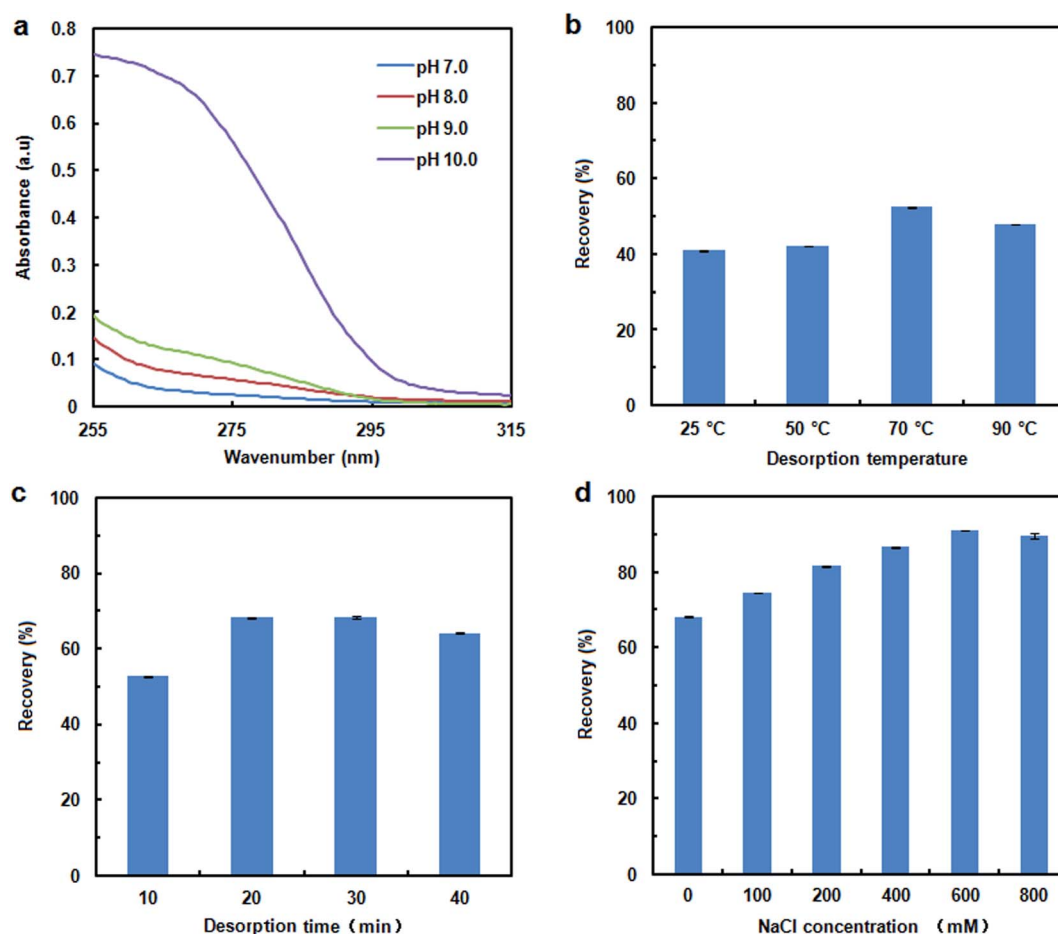 a
0.8
0.7
0.6
0.5
0.4
0.3
0.2
0.1
0
Absorbance (a.u)
pH 7.0
pH 8.0
pH 9.0
pH 10.0
255 275 295 315
Wavenumber (nm)
b
100
80
60
40
20
0
Recovery (%)
25 °C 50 °C 70 °C 90 °C
Desorption temperature
c
100
80
60
40
20
0
Recovery (%)
10 20 30 40
Desorption time（min）
d
100
80
60
40
20
0
Recovery (%)
0 100 200 400 600 800
NaCl concentration （mM）